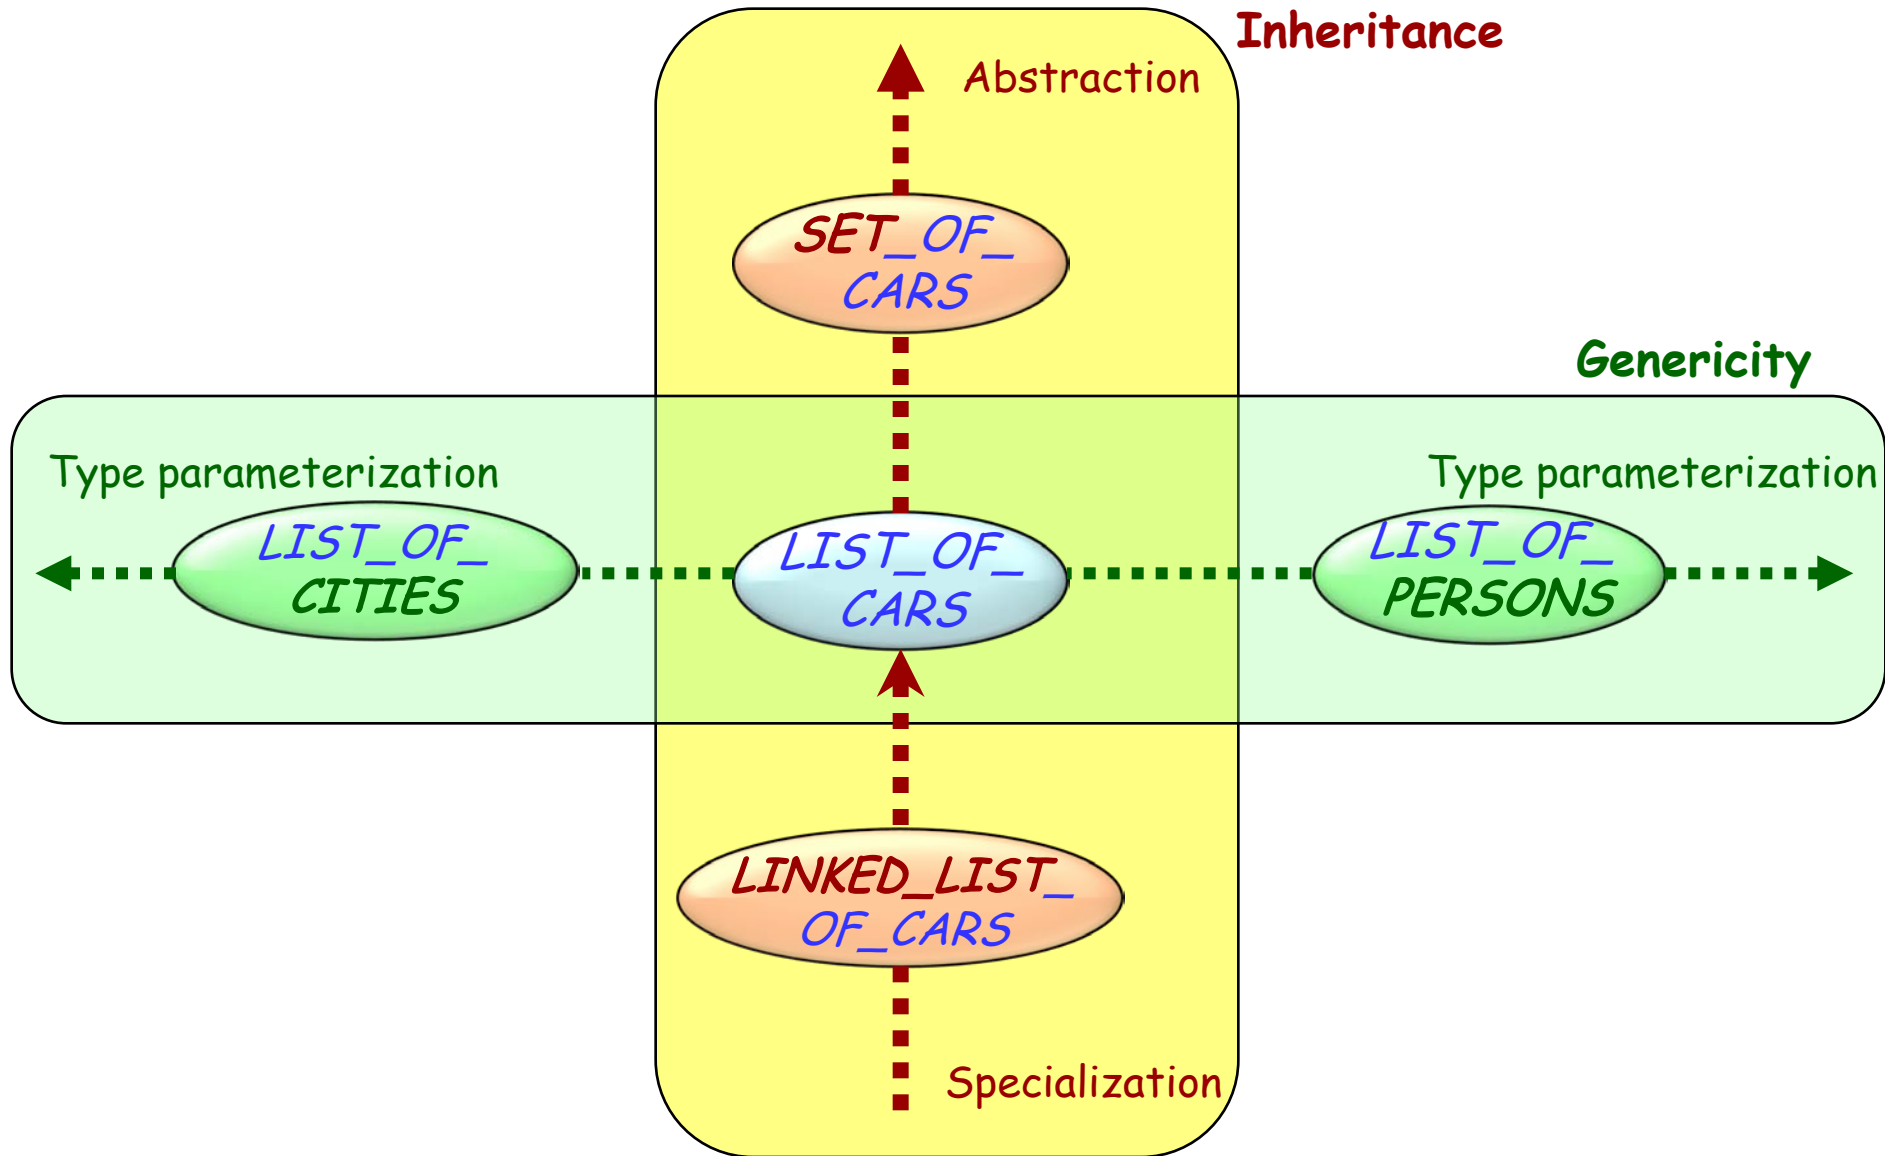 Inheritance
Abstraction
SET_OF_
CARS
Genericity
Type parameterization
Type parameterization
LIST_OF_
CITIES
LIST_OF_
CARS
LIST_OF_
PERSONS
LINKED_LIST_
OF_CARS
Specialization